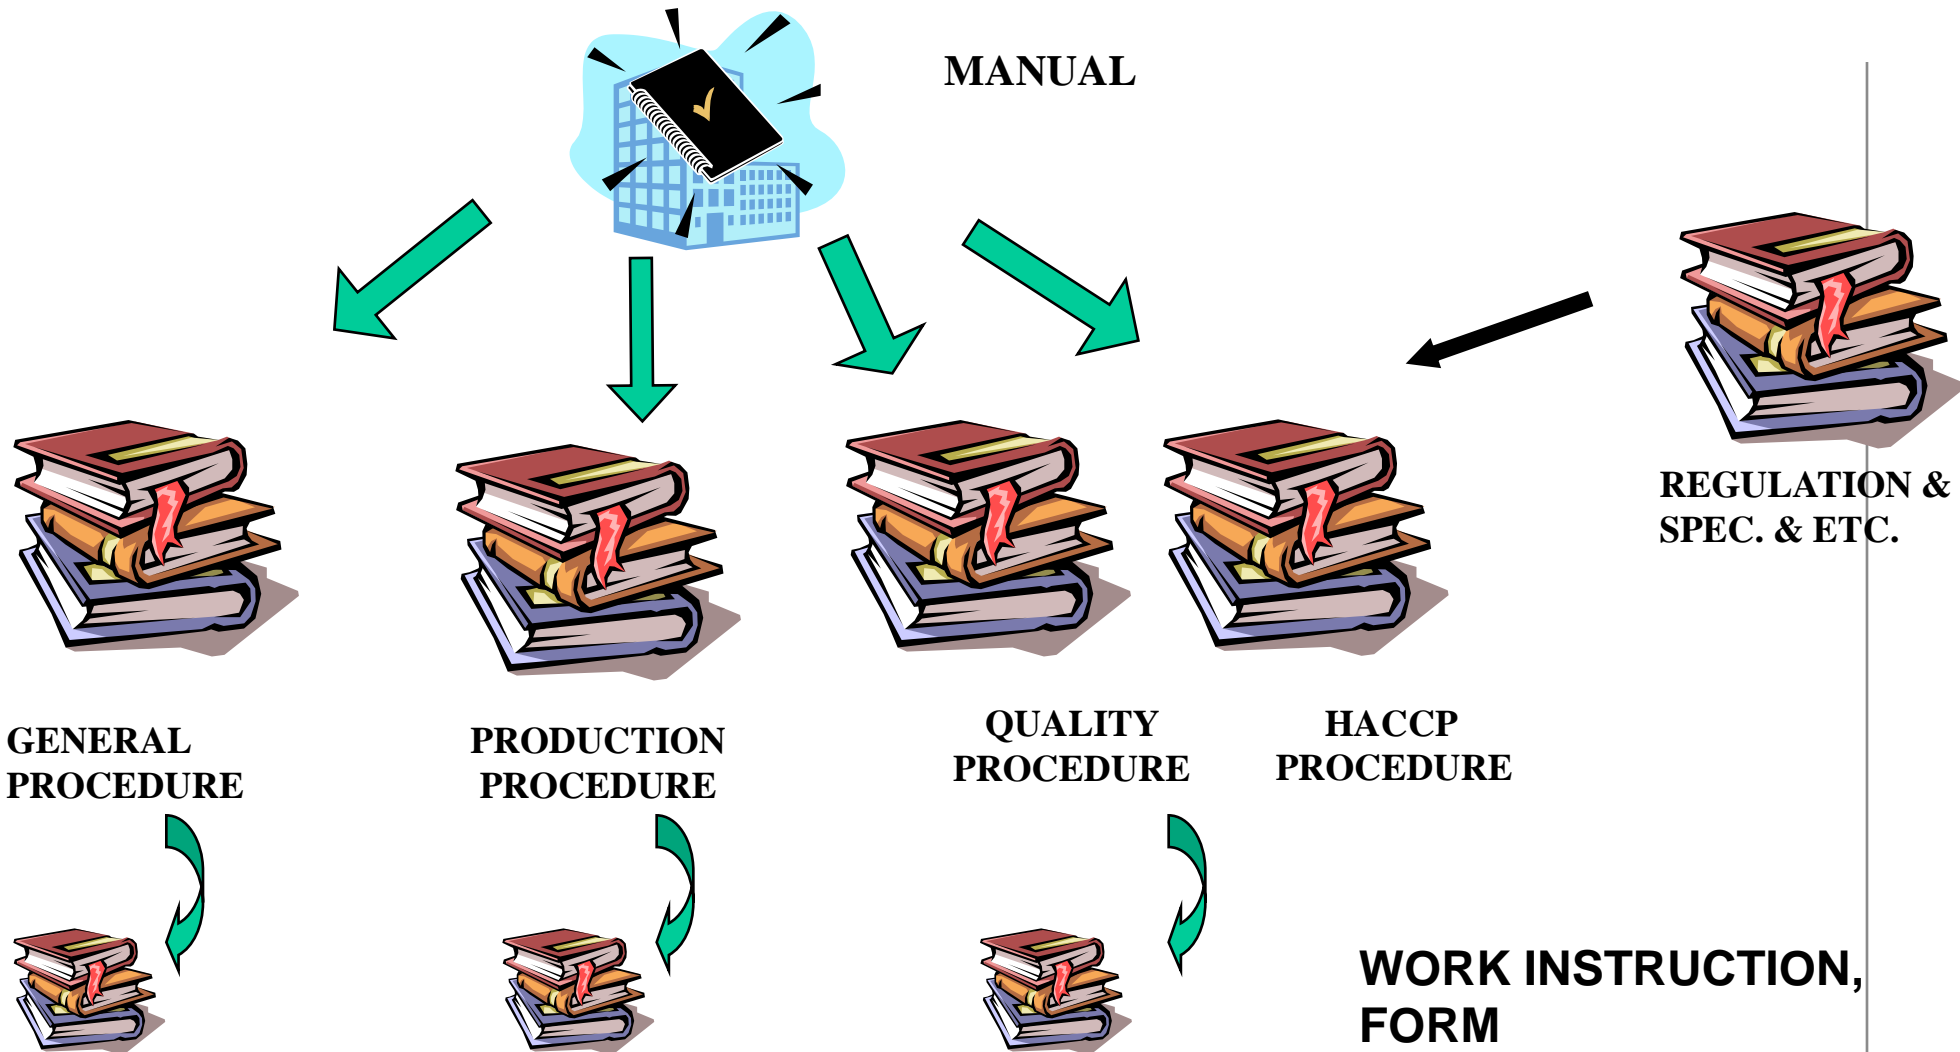 MANUAL
REGULATION &
SPEC. & ETC.
GENERAL
PROCEDURE
PRODUCTION
PROCEDURE
QUALITY
PROCEDURE
HACCP
PROCEDURE
WORK INSTRUCTION,
FORM